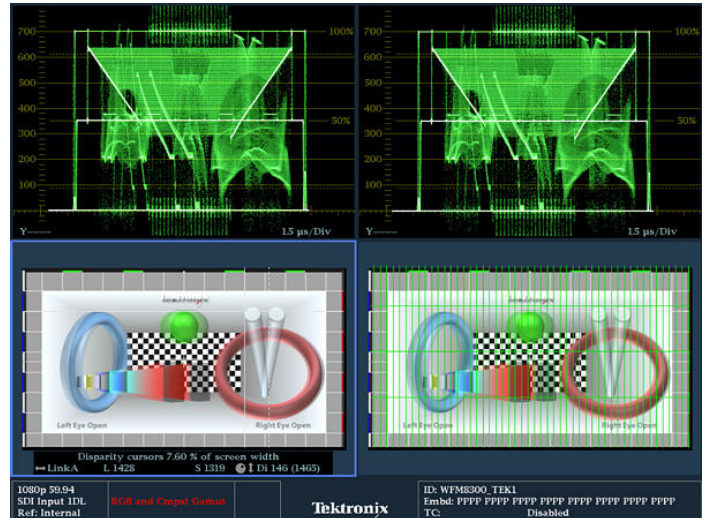 700
600
500
400
300
200
100
100%
50%
Y----
1.5 µs/Div
700
600
500
400
300
200
100
100%
50%
Y----
1.5 µs/Div
Left Eye Open
Right Eye Open
Left Eye Open
Right Eye Open
Disparity cursors 7.60 % of screen width
LinkA L 1428 S 1319 Di 146 (1465)
1080p 59.94
SDI Input 1DL
Ref: Internal
RGB and Cmpst Gamut
Tektronix
ID: WFM8300_TEK1
Embd: PPPP PPPP PPPP PPPP PPPP PPPP PPPP PPPP
TC: Disabled